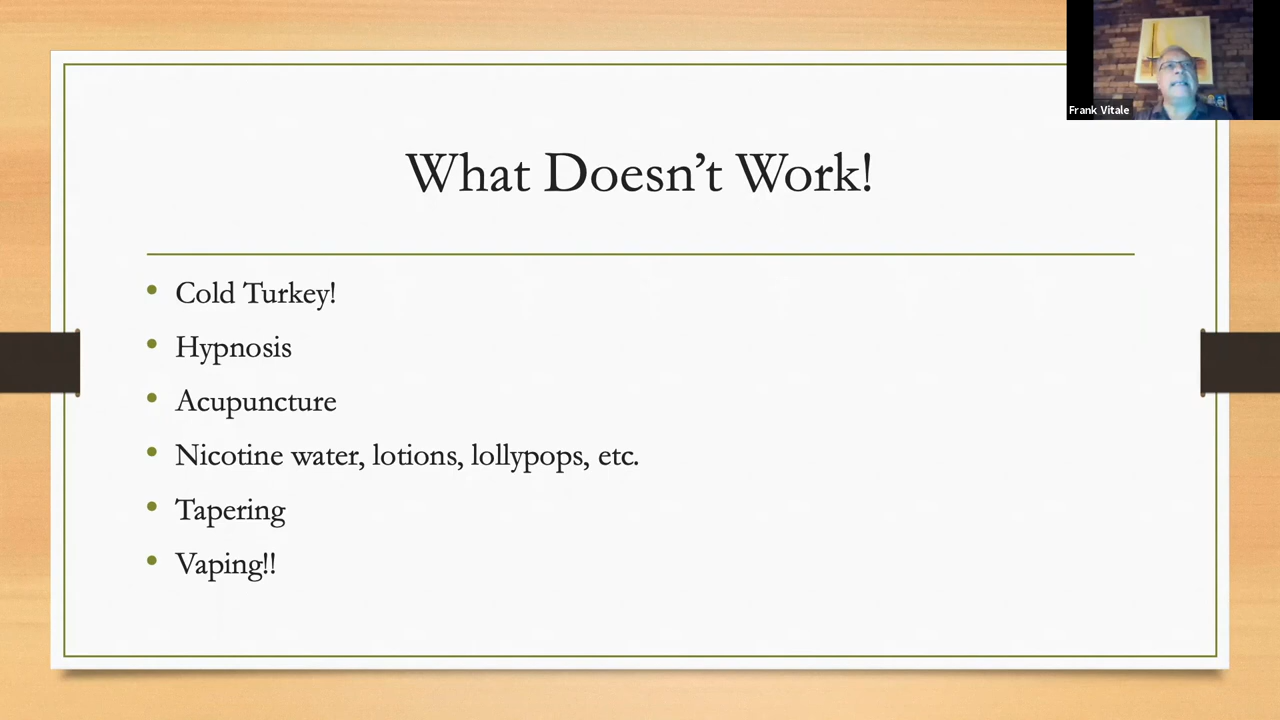 Frank Vitale
What Doesn’t Work!
• Cold Turkey!
• Hypnosis
• Acupuncture
• Nicotine water, lotions, lollypops, etc.
• Tapering
• Vaping!!